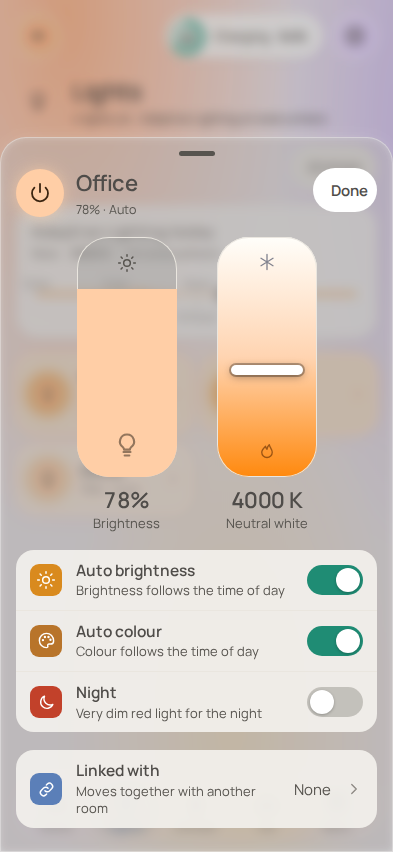 Lights
Office
Done
78% · Auto
78%
Brightness
4000 K
Neutral white
Auto brightness
Brightness follows the time of day
Auto colour
Colour follows the time of day
Night
Very dim red light for the night
Linked with
Moves together with another
room
None